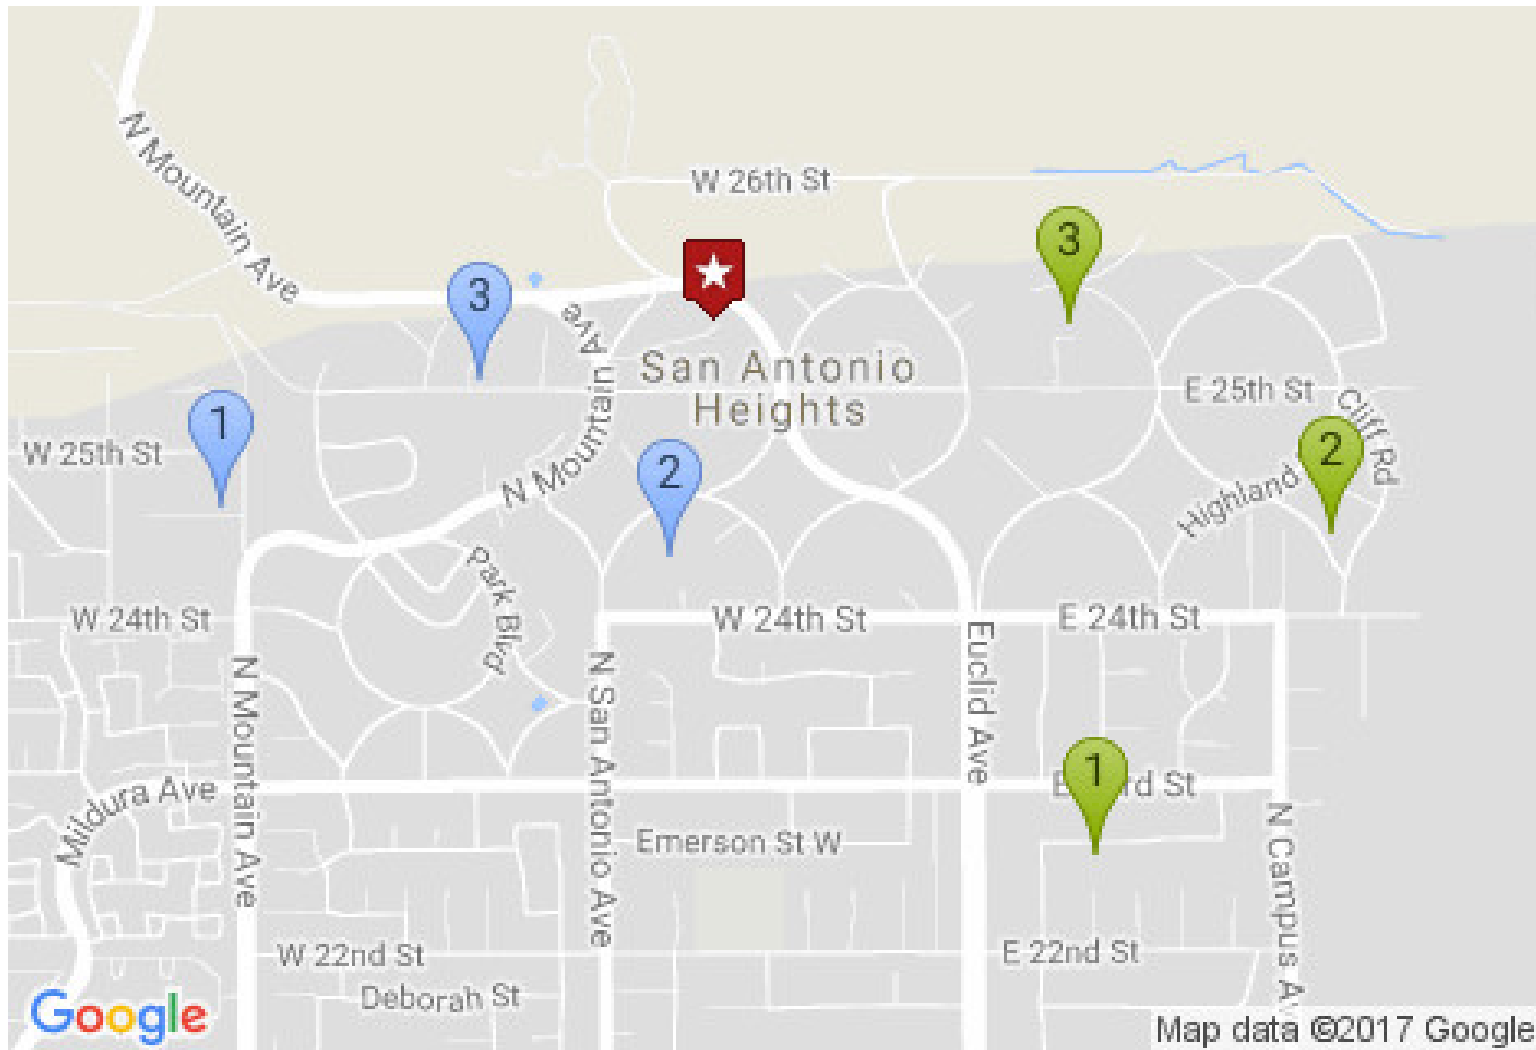 N Mountain Ave
W 26th St
3
3
N Mountain Ave
San Antonio
Heights
E 25th St
Cliff Rd
1
W 25th St
2
2
Highland
Park Blvd
W 24th St
W 24th St
E 24th St
N Mountain Ave
N San Antonio Ave
Euclid Ave
1
rd St
Mildura Ave
Emerson St W
N Campus A
W 22nd St
E 22nd St
Deborah St
Google
Map data ©2017 Google